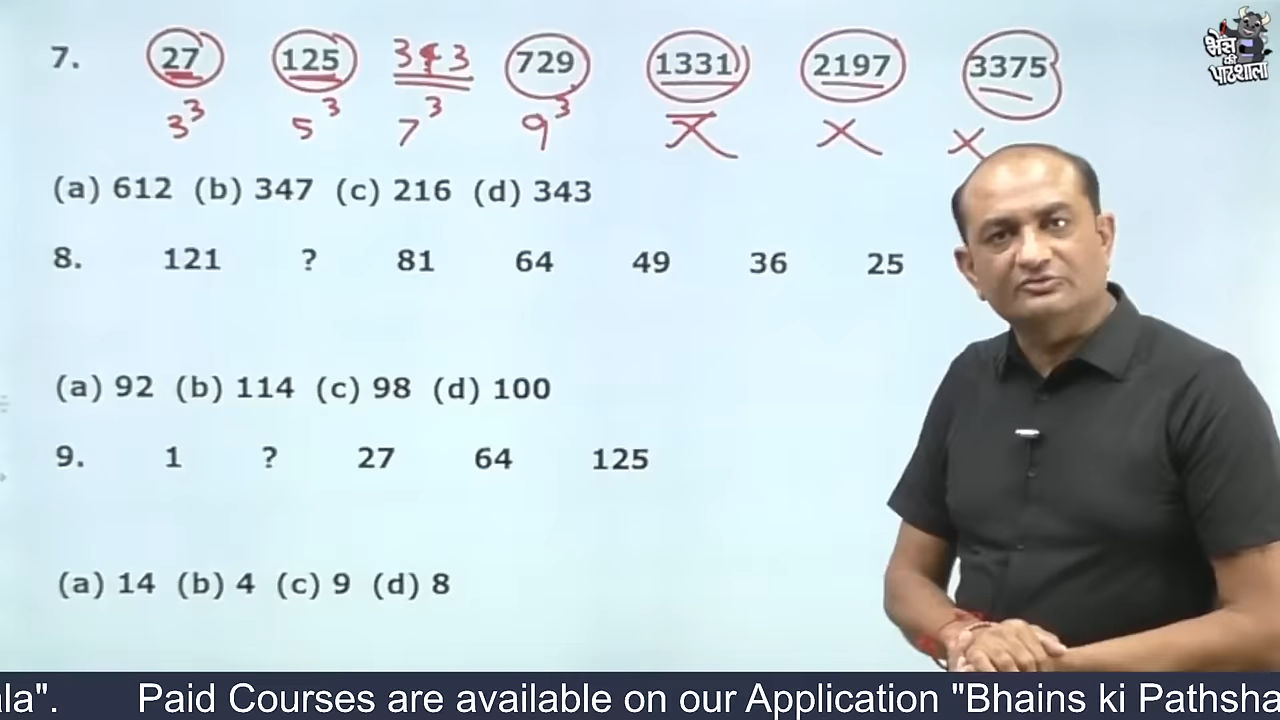 7. 27 125 343 729 1331 2197 3375
3³ 5³ 7³ 9³ x x x
(a) 612 (b) 347 (c) 216 (d) 343
8. 121 ? 81 64 49 36 25
(a) 92 (b) 114 (c) 98 (d) 100
9. 1 ? 27 64 125
(a) 14 (b) 4 (c) 9 (d) 8
भैंस
की
पाठशाला
la". Paid Courses are available on our Application "Bhains ki Pathsha